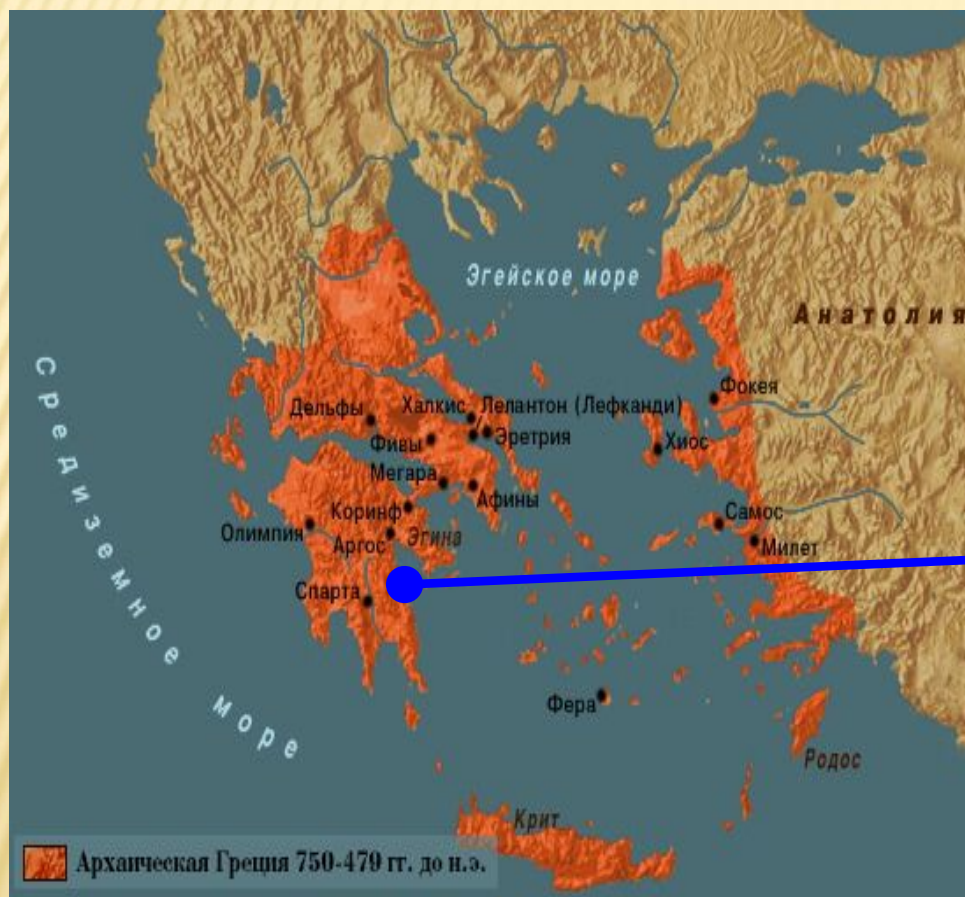 Эгейское море
Анатолия
Средиземное море
Фокея
Дельфы
Халкис
Лелантон (Лефканди)
Фивы
Эретрия
Хиос
Мегара
Афины
Коринф
Самос
Олимпия
Эгина
Аргос
Милет
Спарта
Фера
Родос
Крит
Архаическая Греция 750-479 гг. до н.э.